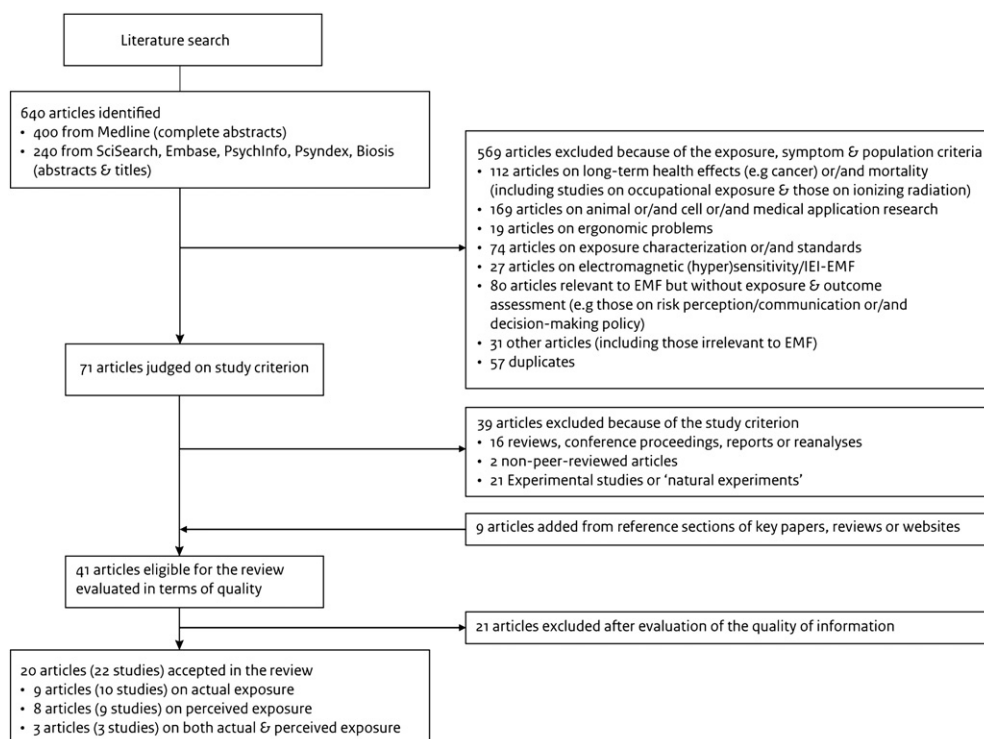 Literature search
640 articles identified
• 400 from Medline (complete abstracts)
• 240 from SciSearch, Embase, PsychInfo, Psyndex, Biosis
(abstracts & titles)
569 articles excluded because of the exposure, symptom & population criteria
• 112 articles on long-term health effects (e.g cancer) or/and mortality
(including studies on occupational exposure & those on ionizing radiation)
• 169 articles on animal or/and cell or/and medical application research
• 19 articles on ergonomic problems
• 74 articles on exposure characterization or/and standards
• 27 articles on electromagnetic (hyper)sensitivity/IEI-EMF
• 80 articles relevant to EMF but without exposure & outcome
assessment (e.g those on risk perception/communication or/and
decision-making policy)
• 31 other articles (including those irrelevant to EMF)
• 57 duplicates
71 articles judged on study criterion
39 articles excluded because of the study criterion
• 16 reviews, conference proceedings, reports or reanalyses
• 2 non-peer-reviewed articles
• 21 Experimental studies or ‘natural experiments’
9 articles added from reference sections of key papers, reviews or websites
41 articles eligible for the review
evaluated in terms of quality
21 articles excluded after evaluation of the quality of information
20 articles (22 studies) accepted in the review
• 9 articles (10 studies) on actual exposure
• 8 articles (9 studies) on perceived exposure
• 3 articles (3 studies) on both actual & perceived exposure